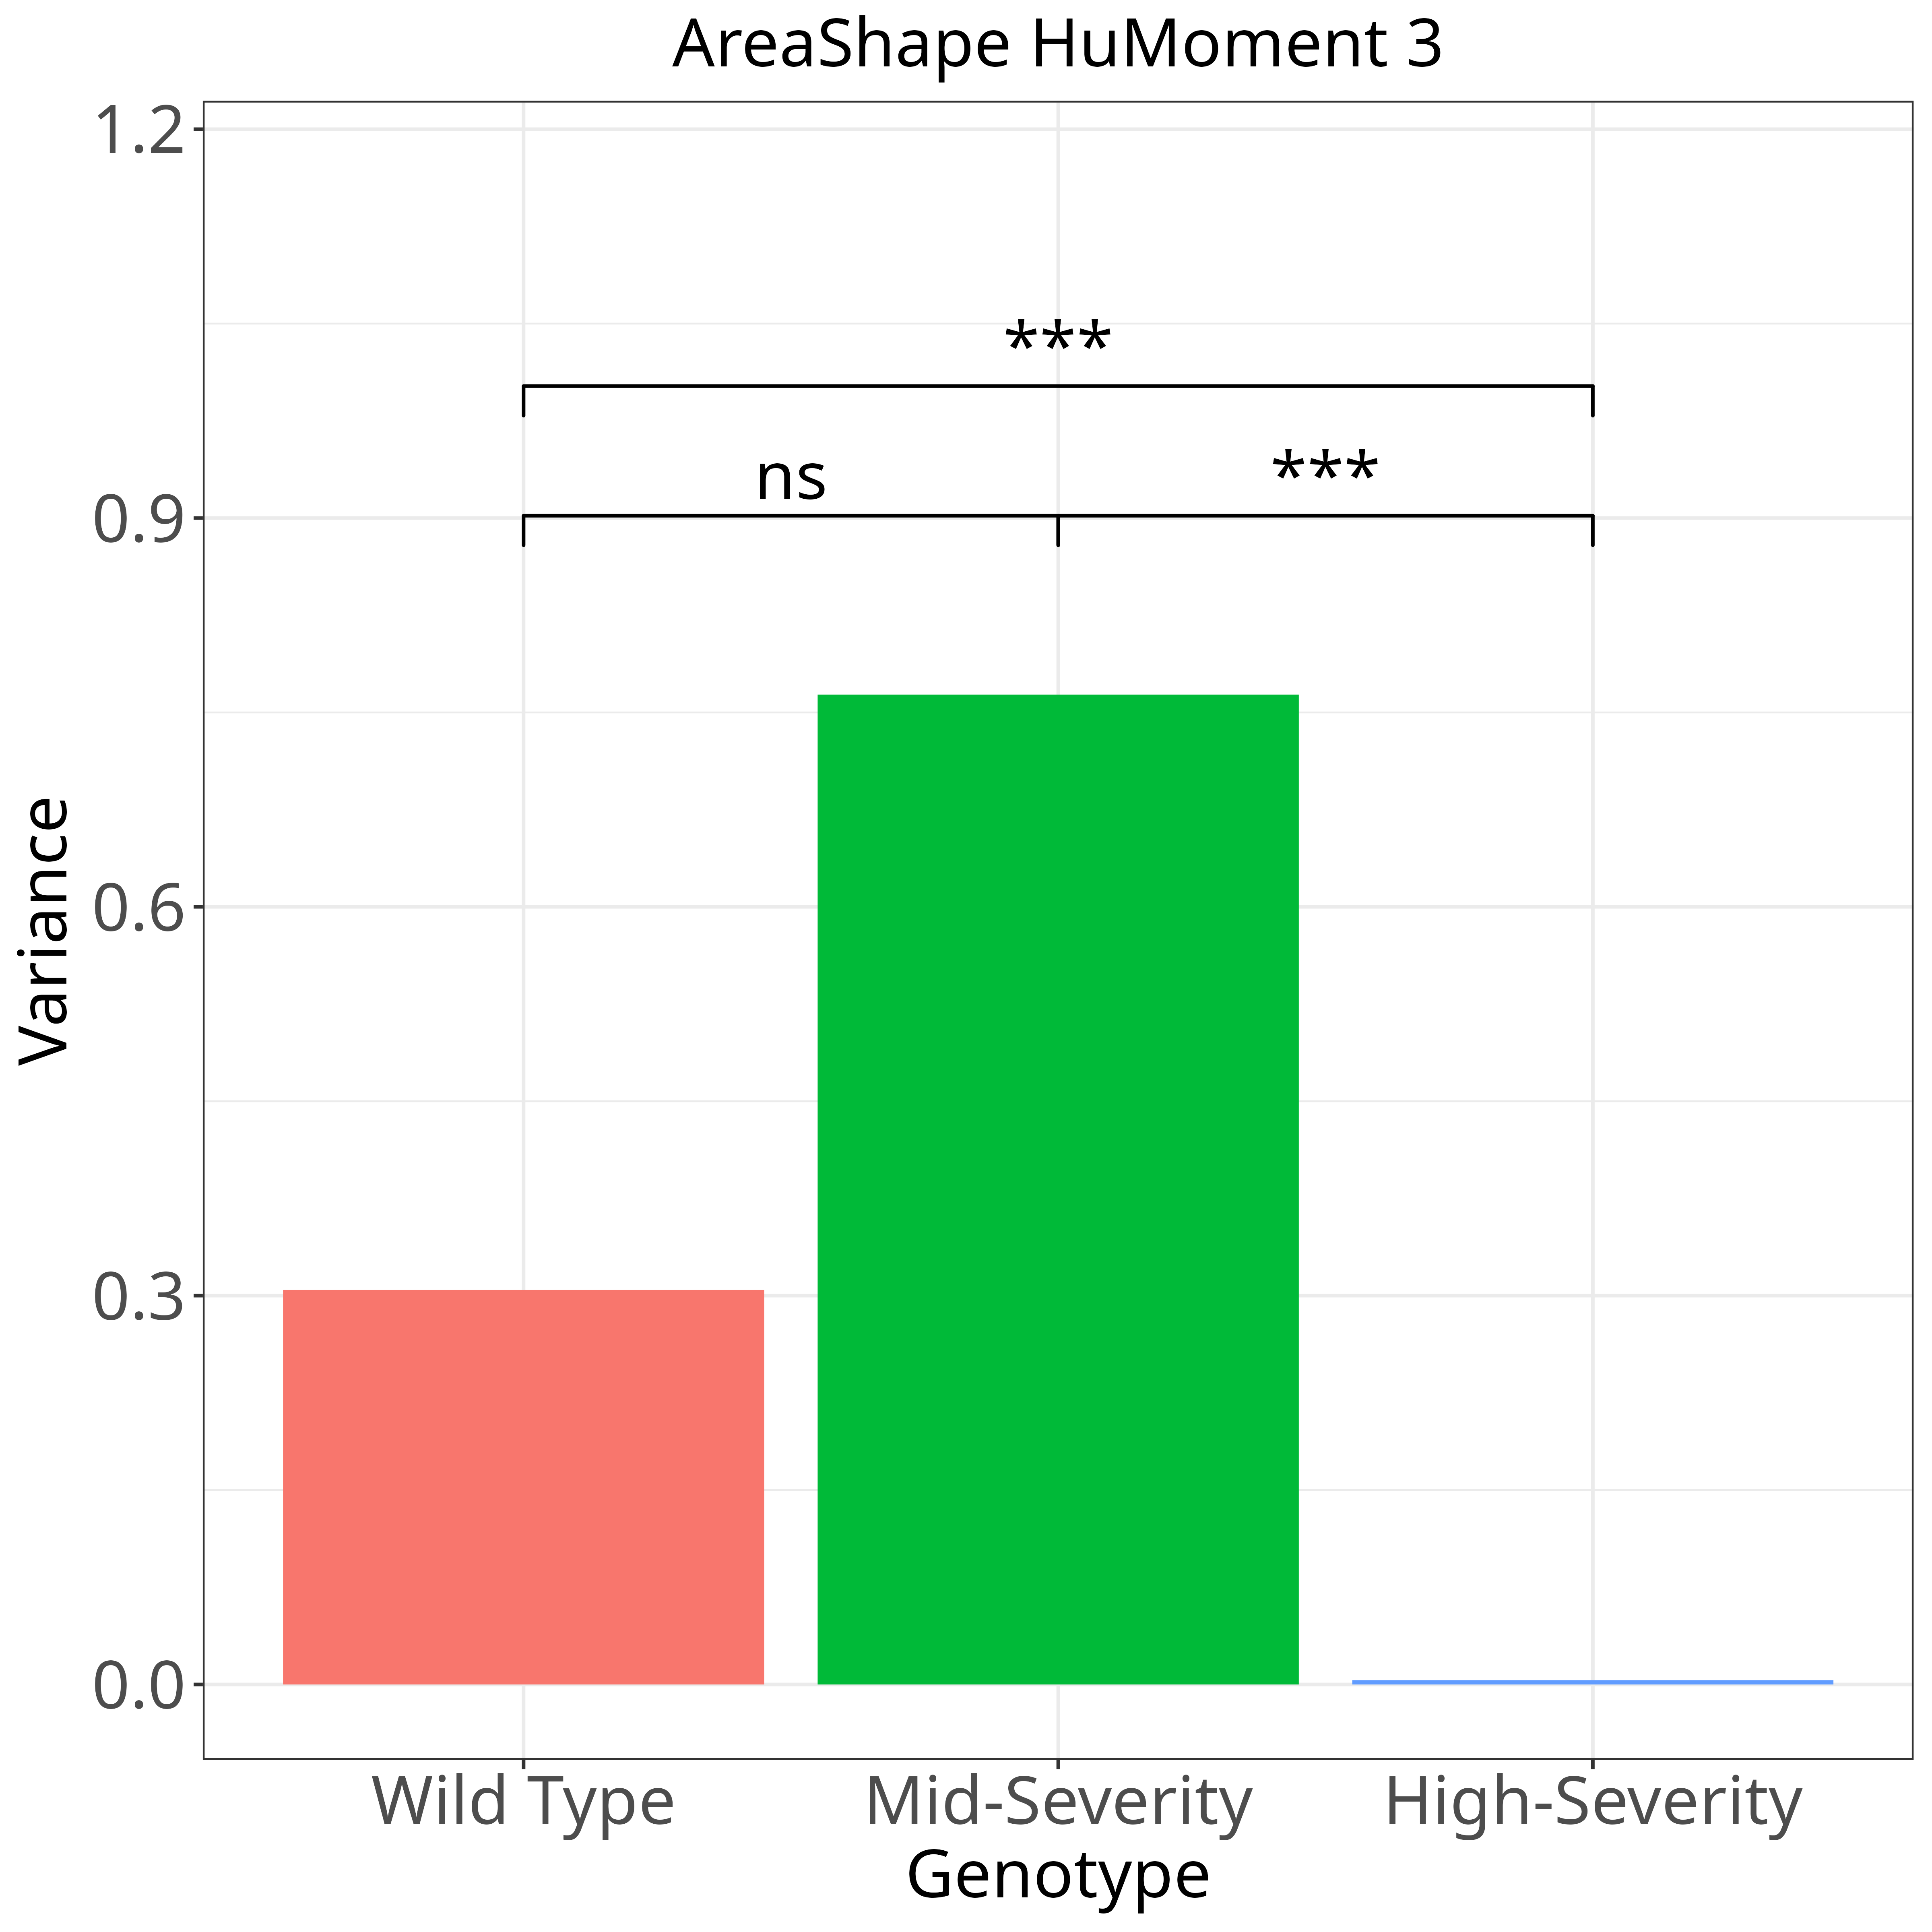 AreaShape HuMoment 3
1.2
***
ns ***
0.9
Variance
0.6
0.3
0.0
Wild Type Mid-Severity High-Severity
Genotype